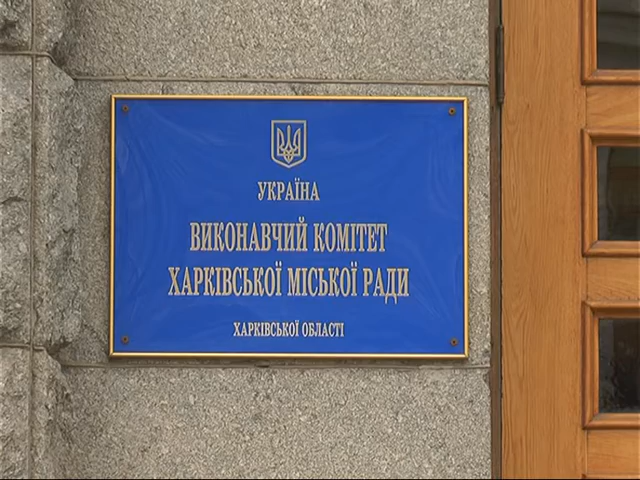 УКРАЇНА
ВИКОНАВЧИЙ КОМІТЕТ
ХАРКІВСЬКОЇ МІСЬКОЇ РАДИ
ХАРКІВСЬКОЇ ОБЛАСТІ